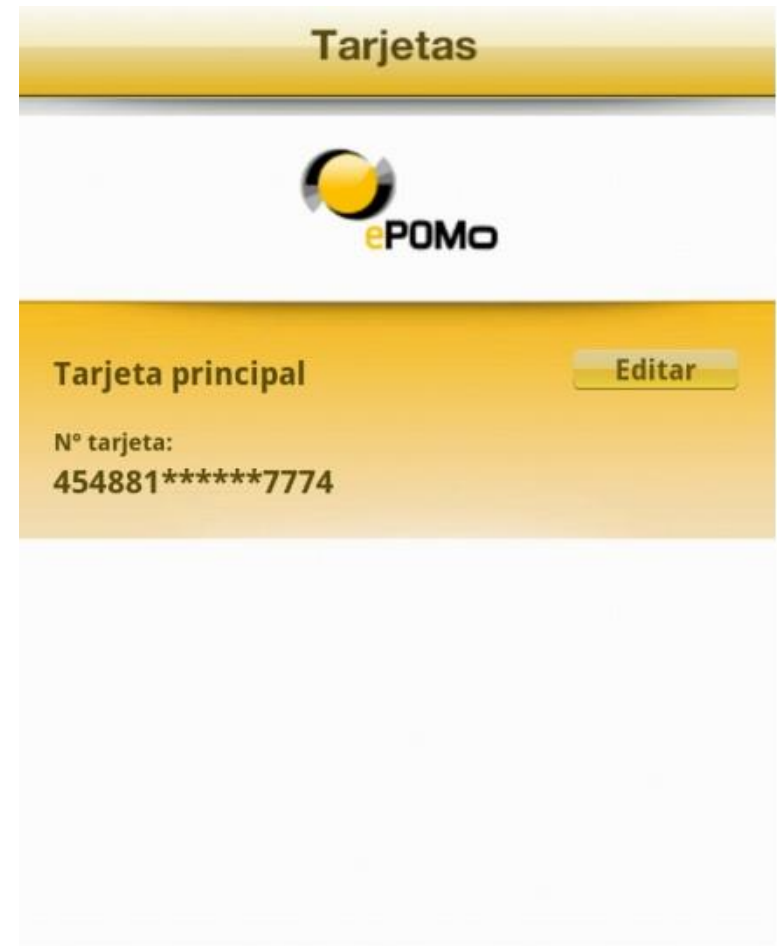 Tarjetas
ePOMo
Tarjeta principal
Editar
Nº tarjeta:
454881******7774